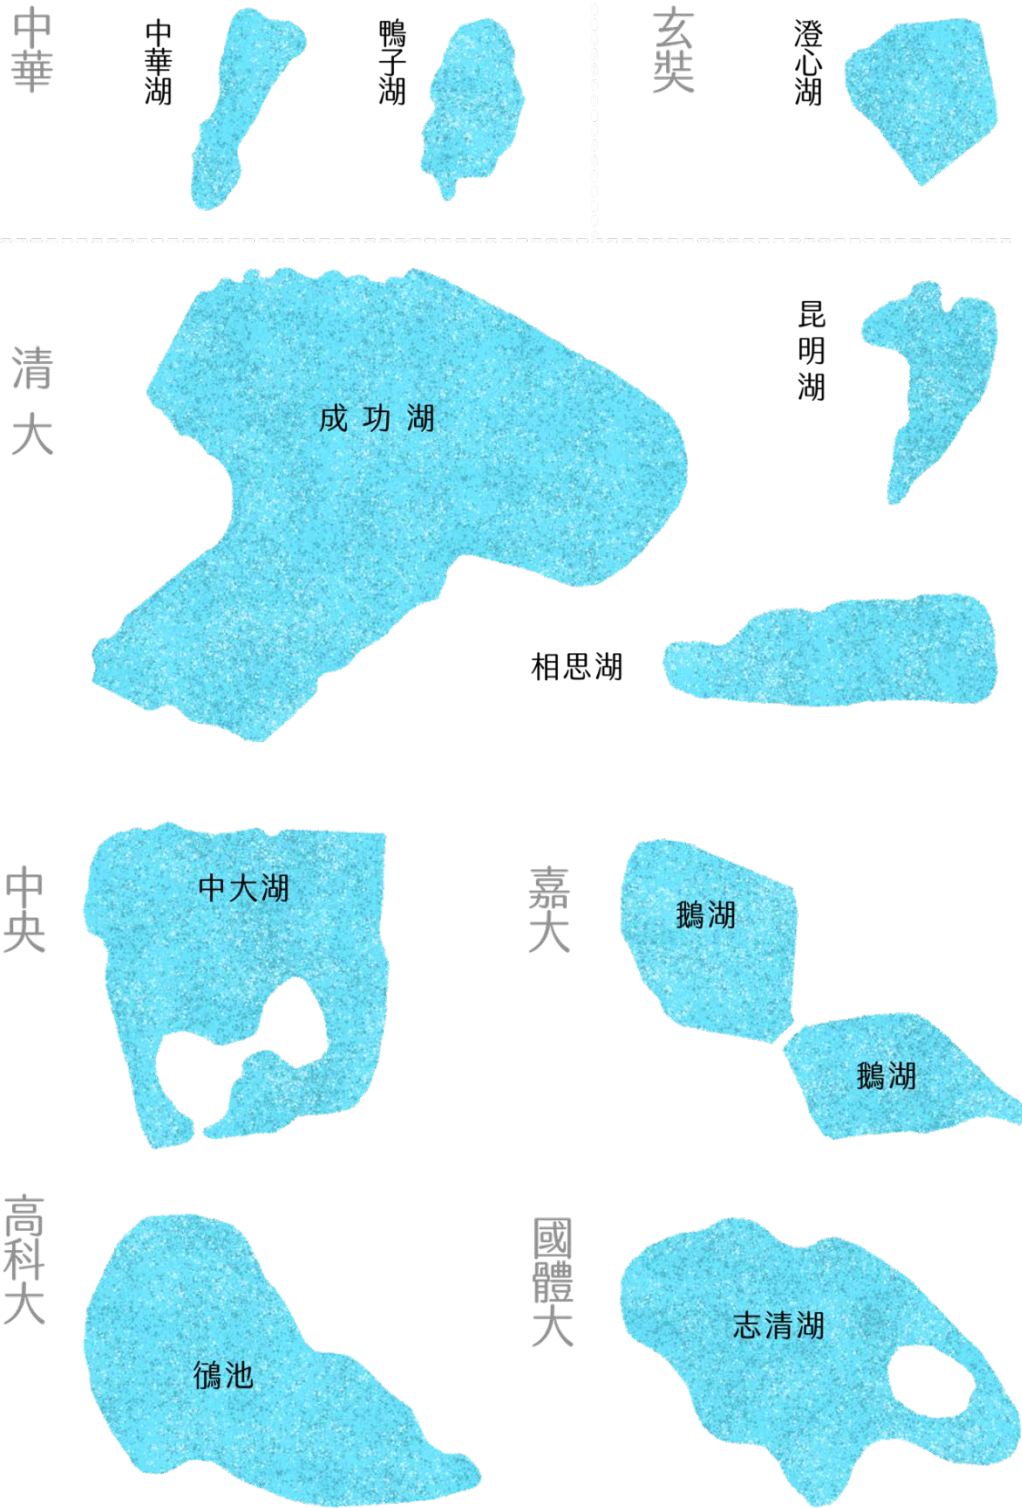 中華
中華湖
鴨子湖
玄奘
澄心湖
清大
成功湖
昆明湖
相思湖
中央
中大湖
嘉大
鵝湖
鵝湖
高科大
鴴池
國體大
志清湖